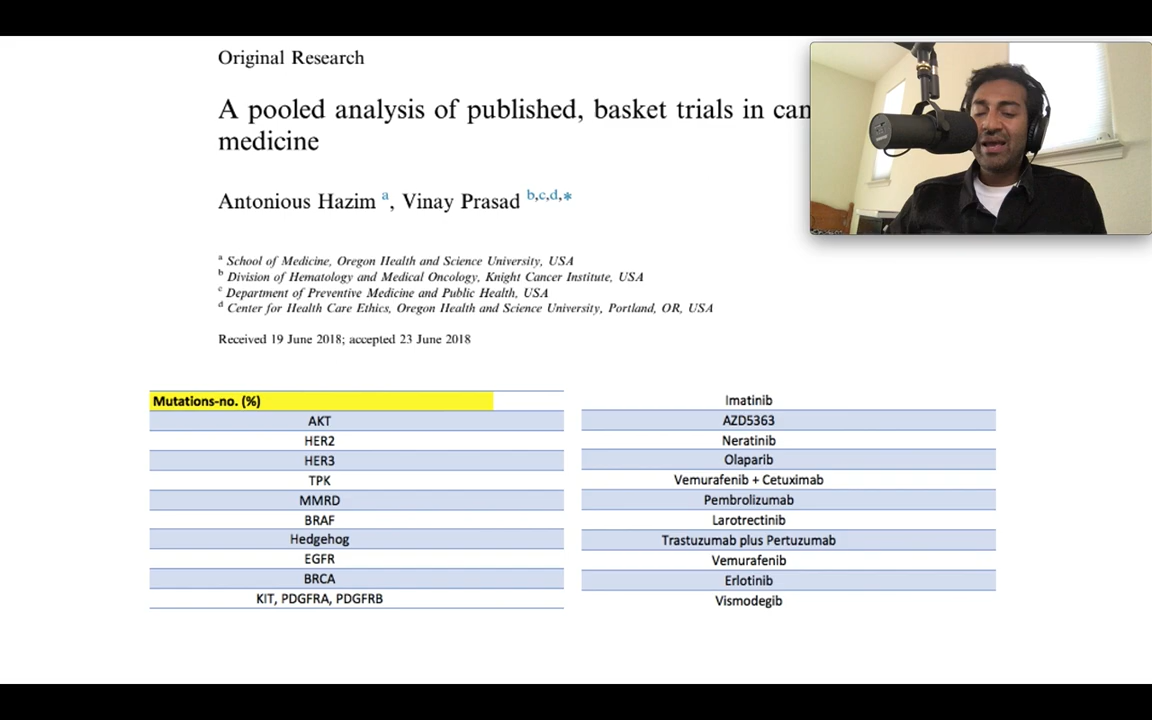 Original Research
A pooled analysis of published, basket trials in can
medicine
Antonious Hazim a, Vinay Prasad b,c,d,*
a School of Medicine, Oregon Health and Science University, USA
b Division of Hematology and Medical Oncology, Knight Cancer Institute, USA
c Department of Preventive Medicine and Public Health, USA
d Center for Health Care Ethics, Oregon Health and Science University, Portland, OR, USA
Received 19 June 2018; accepted 23 June 2018
Mutations-no. (%)
AKT
HER2
HER3
TPK
MMRD
BRAF
Hedgehog
EGFR
BRCA
KIT, PDGFRA, PDGFRB
Imatinib
AZD5363
Neratinib
Olaparib
Vemurafenib + Cetuximab
Pembrolizumab
Larotrectinib
Trastuzumab plus Pertuzumab
Vemurafenib
Erlotinib
Vismodegib